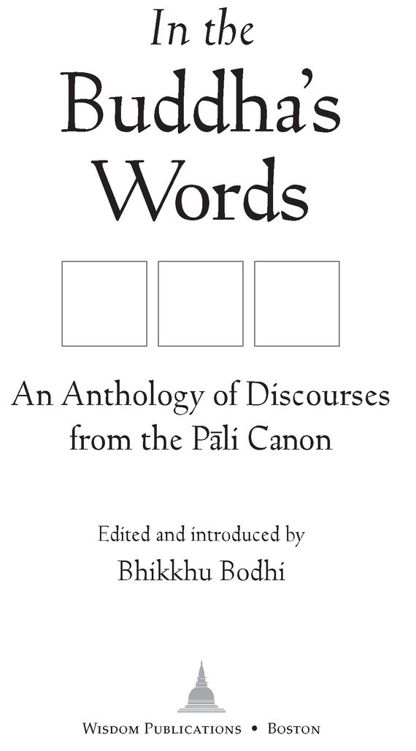 In the
Buddha's
Words
An Anthology of Discourses
from the Pāli Canon
Edited and introduced by
Bhikkhu Bodhi
Wisdom Publications • Boston